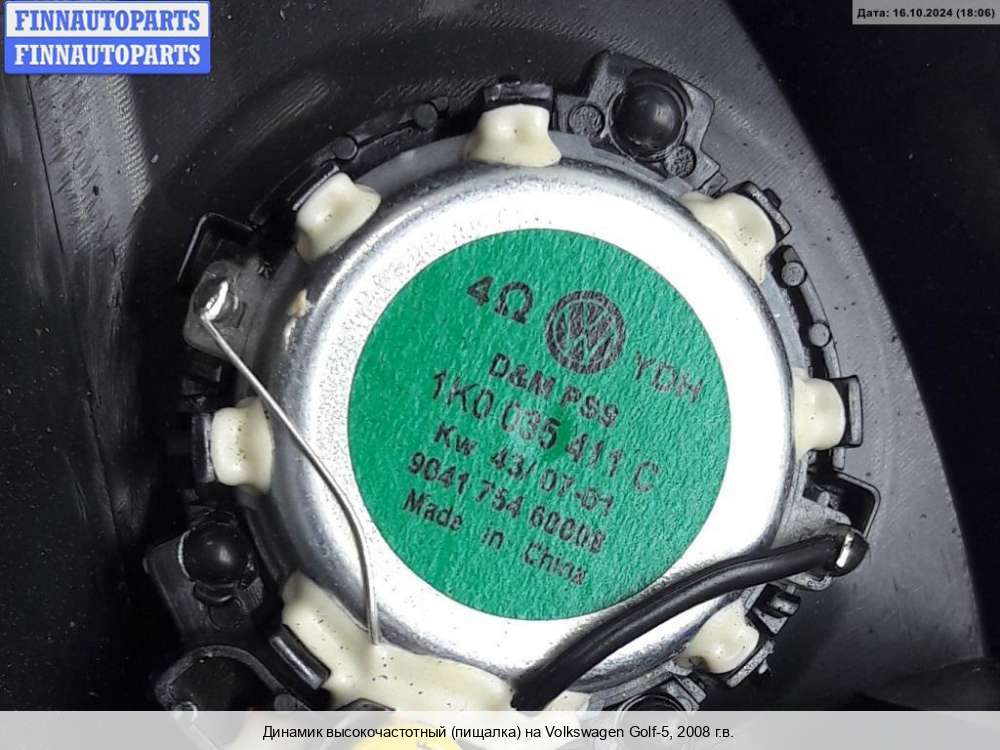 FINNAUTOPARTS
FINNAUTOPARTS
Дата: 16.10.2024 (18:06)
4Ω VW YDH
D&M PSS
1K0 035 411 C
Kw 43/ 07-01
9041 754 60008
Made in China
Динамик высокочастотный (пищалка) на Volkswagen Golf-5, 2008 г.в.